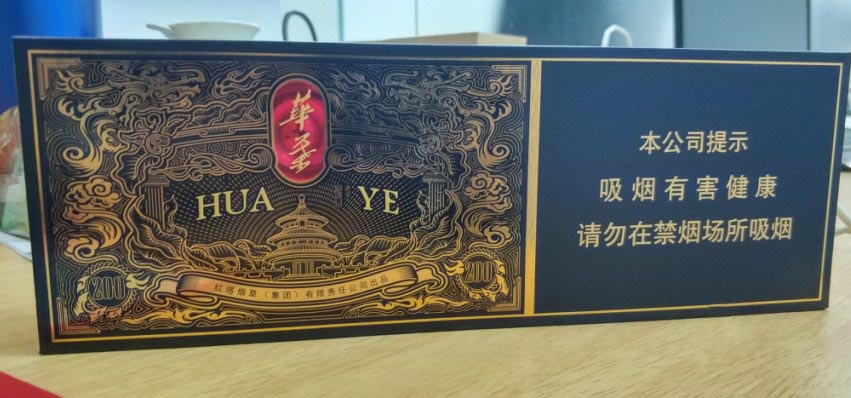 華葉
HUA YE
200 200
红塔烟草（集团）有限责任公司出品
本公司提示
吸烟有害健康
请勿在禁烟场所吸烟